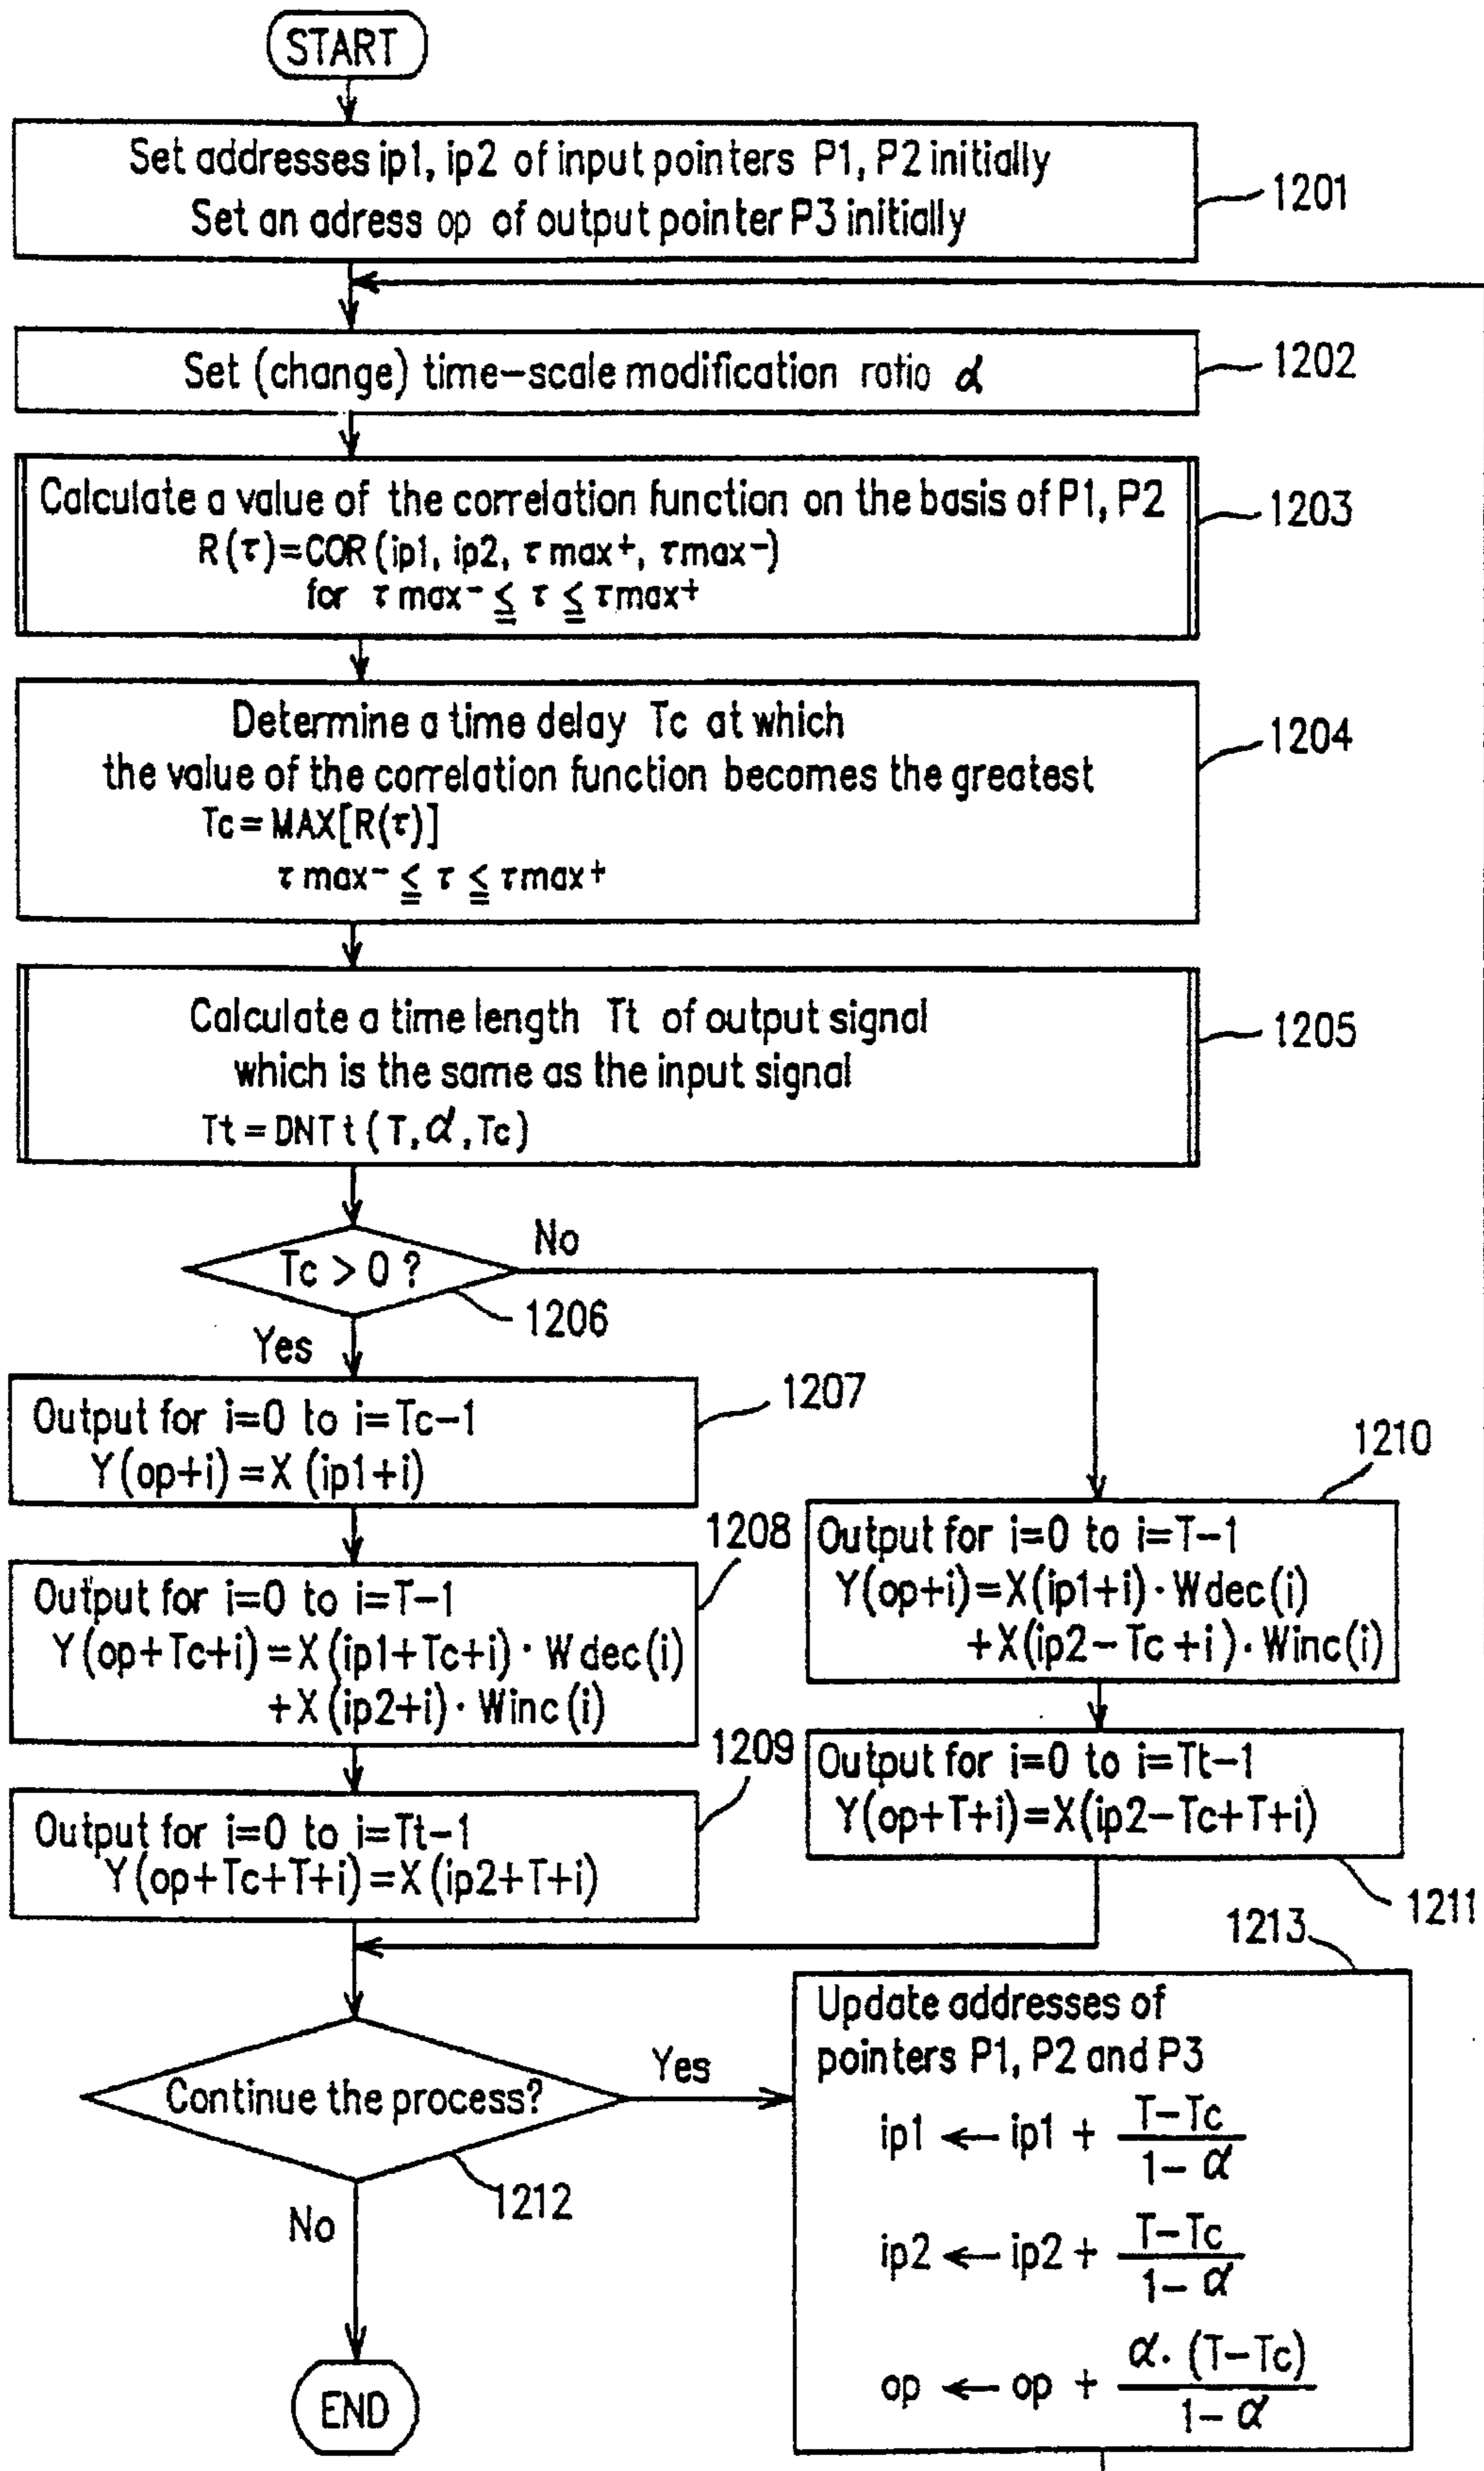 START
Set addresses ip1, ip2 of input pointers P1, P2 initially
Set an adress op of output pointer P3 initially
1201
Set (change) time-scale modification ratio α
1202
Calculate a value of the correlation function on the basis of P1, P2
R(τ)=COR(ip1, ip2, τmax+, τmax-)
for τmax- ≦ τ ≦ τmax+
1203
Determine a time delay Tc at which
the value of the correlation function becomes the greatest
Tc=MAX[R(τ)]
τmax- ≦ τ ≦ τmax+
1204
Calculate a time length Tt of output signal
which is the same as the input signal
Tt=DNTt(T,α,Tc)
1205
Tc>0?
No
1206
Yes
Output for i=0 to i=Tc-1
Y(op+i)=X(ip1+i)
1207
Output for i=0 to i=T-1
Y(op+Tc+i)=X(ip1+Tc+i)·Wdec(i)
+X(ip2+i)·Winc(i)
1208
Output for i=0 to i=Tt-1
Y(op+Tc+T+i)=X(ip2+T+i)
1209
1210
Output for i=0 to i=T-1
Y(op+i)=X(ip1+i)·Wdec(i)
+X(ip2-Tc+i)·Winc(i)
Output for i=0 to i=Tt-1
Y(op+T+i)=X(ip2-Tc+T+i)
1211
Continue the process?
Yes
1212
No
END
1213
Update addresses of
pointers P1, P2 and P3
ip1 ← ip1 + T-Tc / 1-α
ip2 ← ip2 + T-Tc / 1-α
op ← op + α·(T-Tc) / 1-α